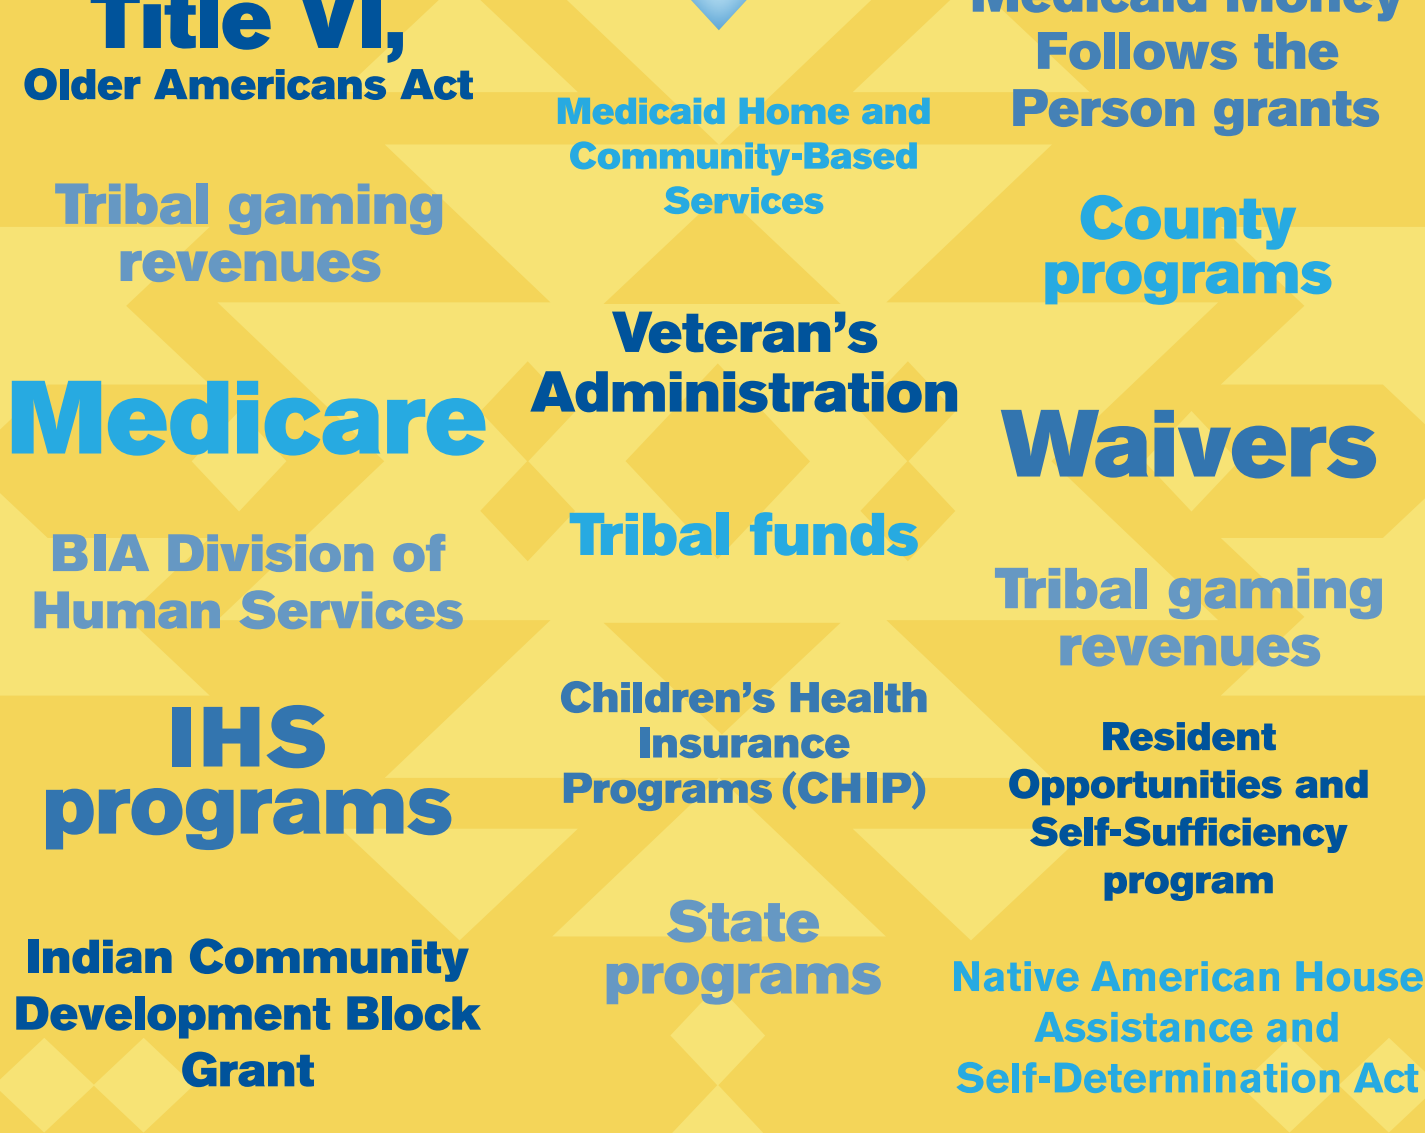 Title VI,
Older Americans Act
Tribal gaming
revenues
Medicare
BIA Division of
Human Services
IHS
programs
Indian Community
Development Block
Grant
Medicaid Home and
Community-Based
Services
Veteran’s
Administration
Tribal funds
Children’s Health
Insurance
Programs (CHIP)
State
programs
Medicaid Money
Follows the
Person grants
County
programs
Waivers
Tribal gaming
revenues
Resident
Opportunities and
Self-Sufficiency
program
Native American House
Assistance and
Self-Determination Act